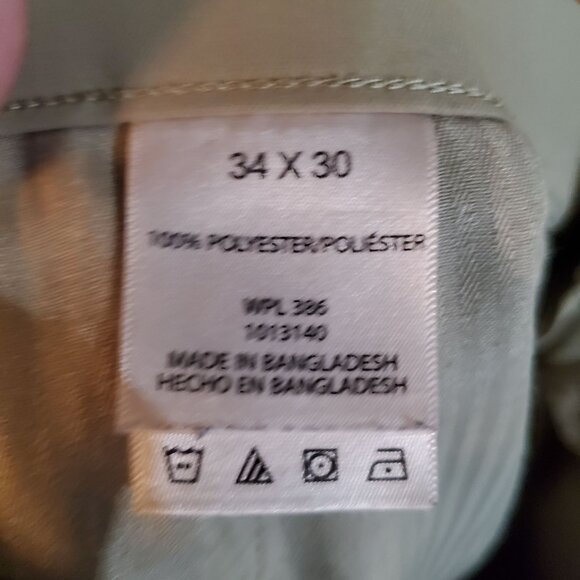 34 X 30
100% POLYESTER/POLIÉSTER
WPL 386
1013140
MADE IN BANGLADESH
HECHO EN BANGLADESH